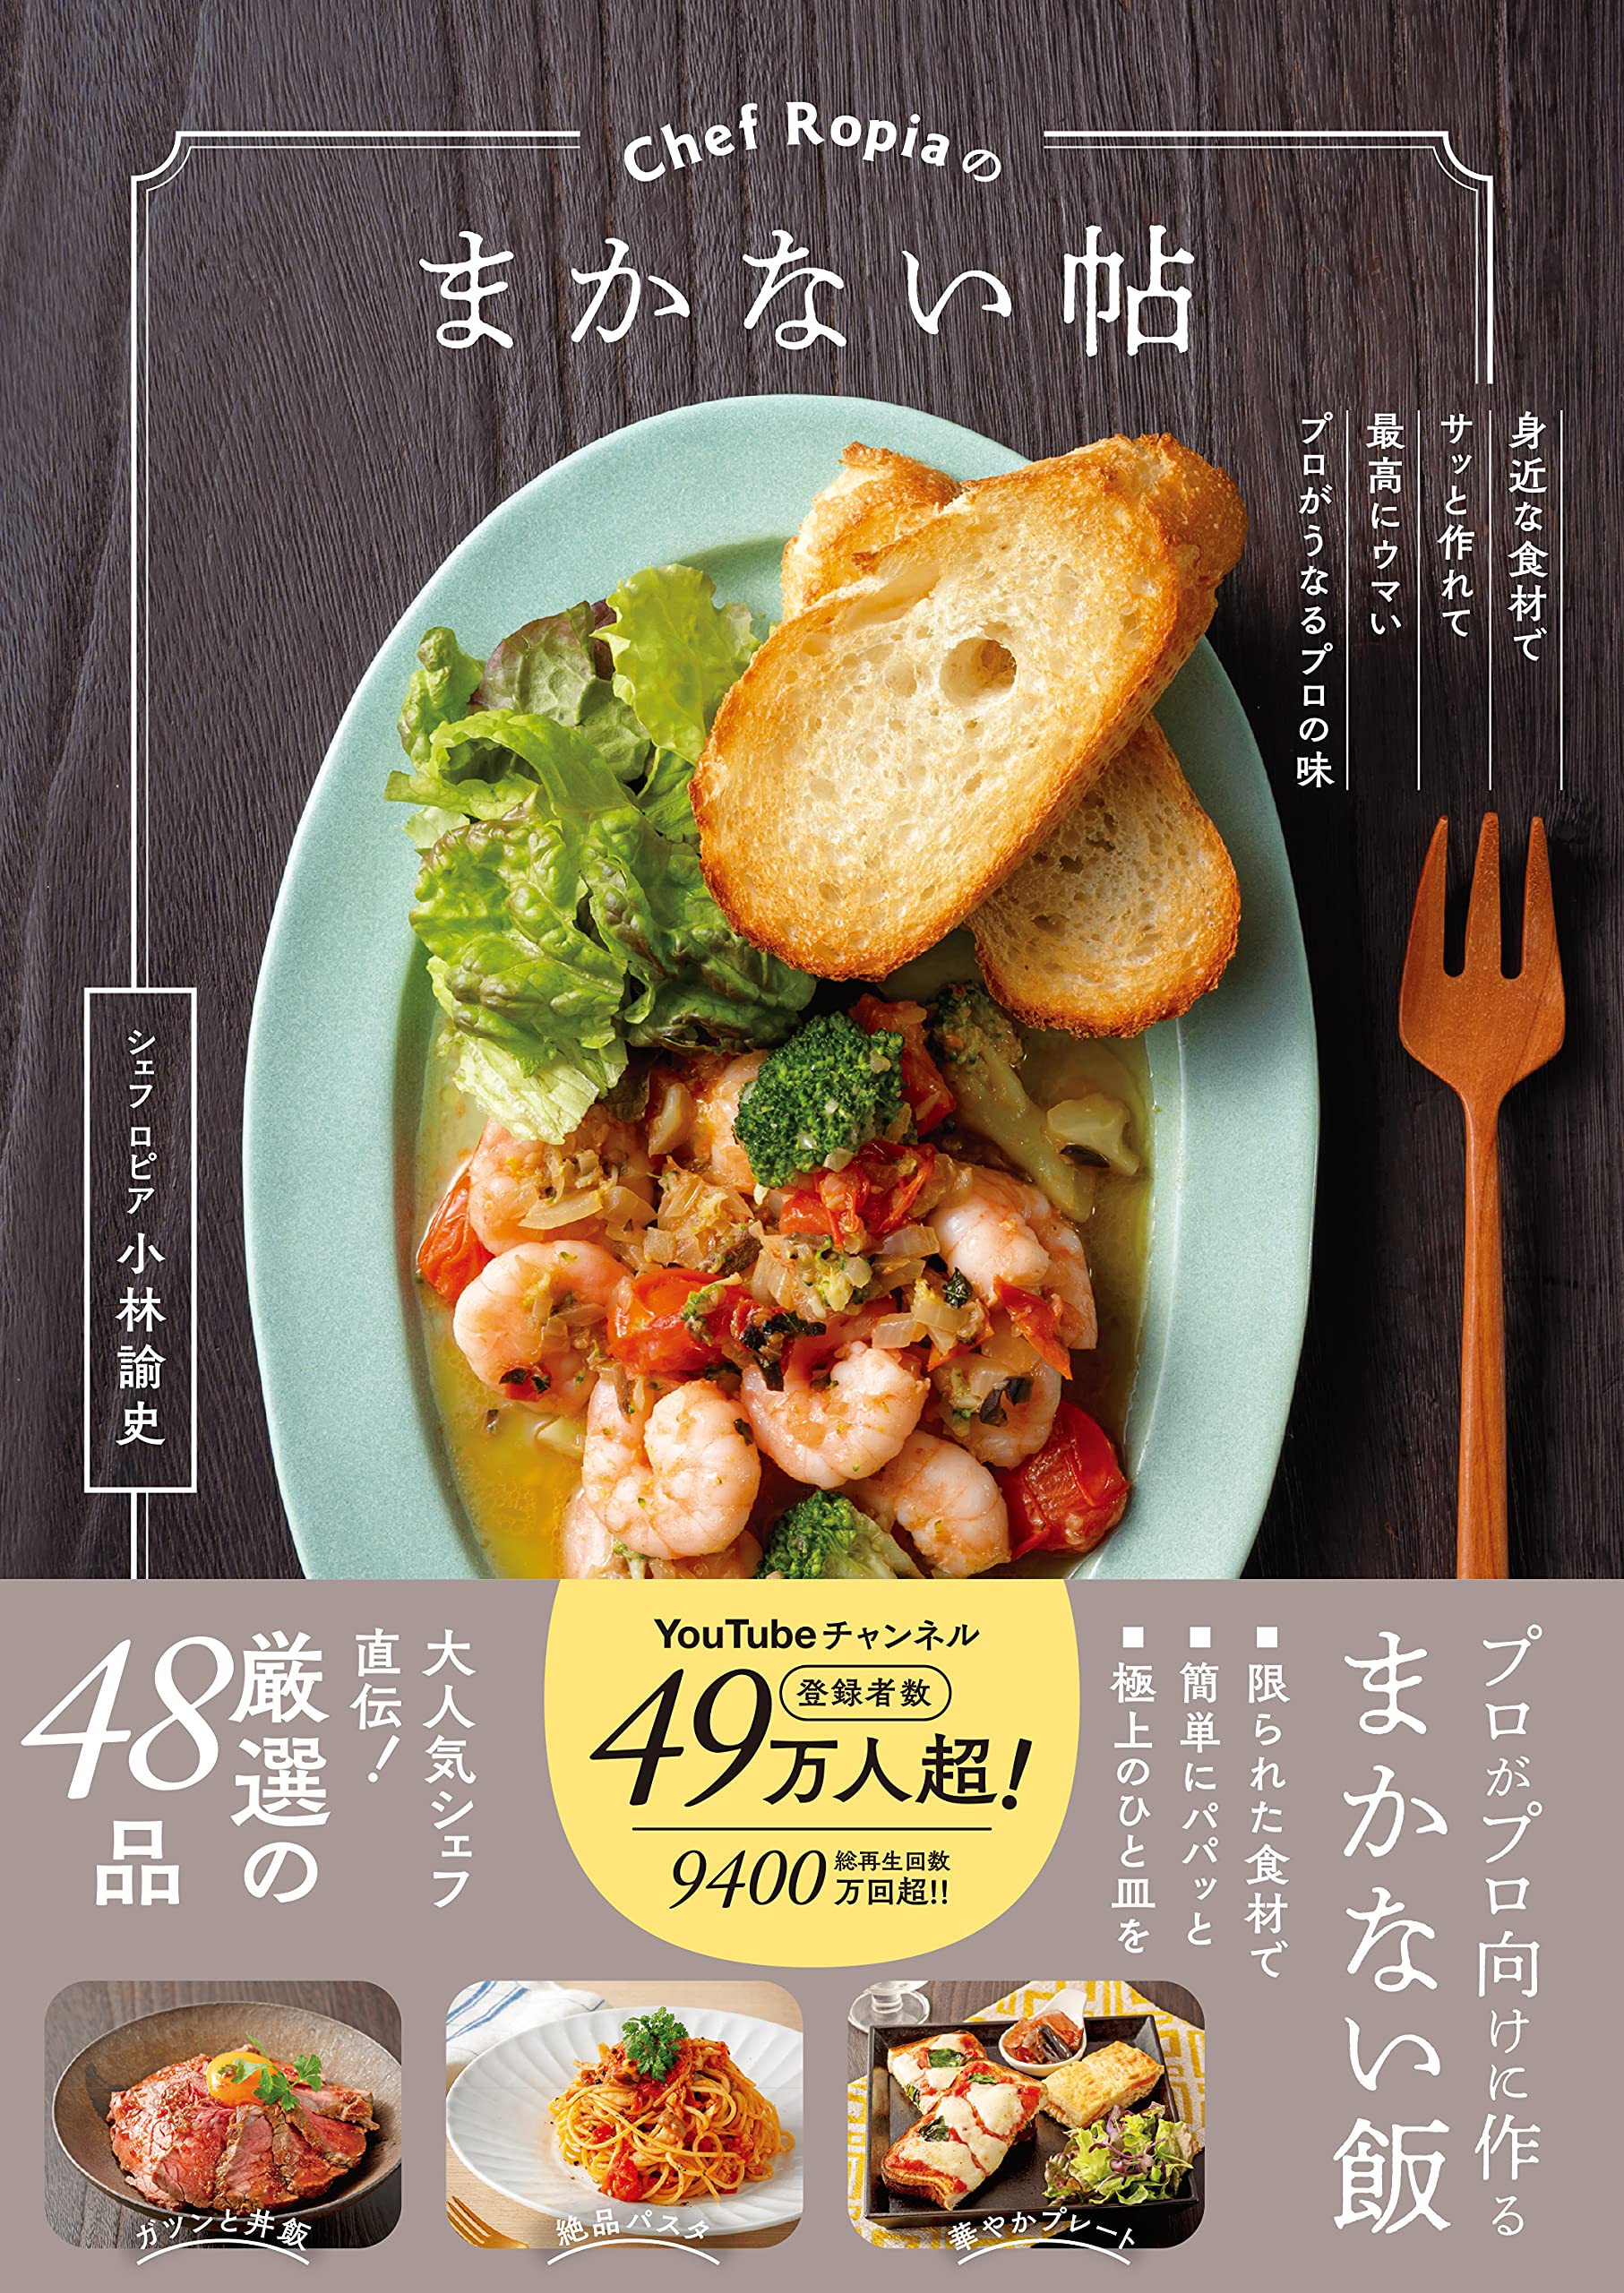 Chef Ropiaの
まかない帖
身近な食材で
サッと作れて
最高にウマい
プロがうなるプロの味
シェフ ロピア 小林諭史
プロがプロ向けに作る
まかない飯
■限られた食材で
■簡単にパパッと
■極上のひと皿を
YouTubeチャンネル
登録者数
49万人超!
総再生回数
9400万回超!!
大人気シェフ
直伝!
厳選の
48品
ガツンと丼飯
絶品パスタ
華やかプレート